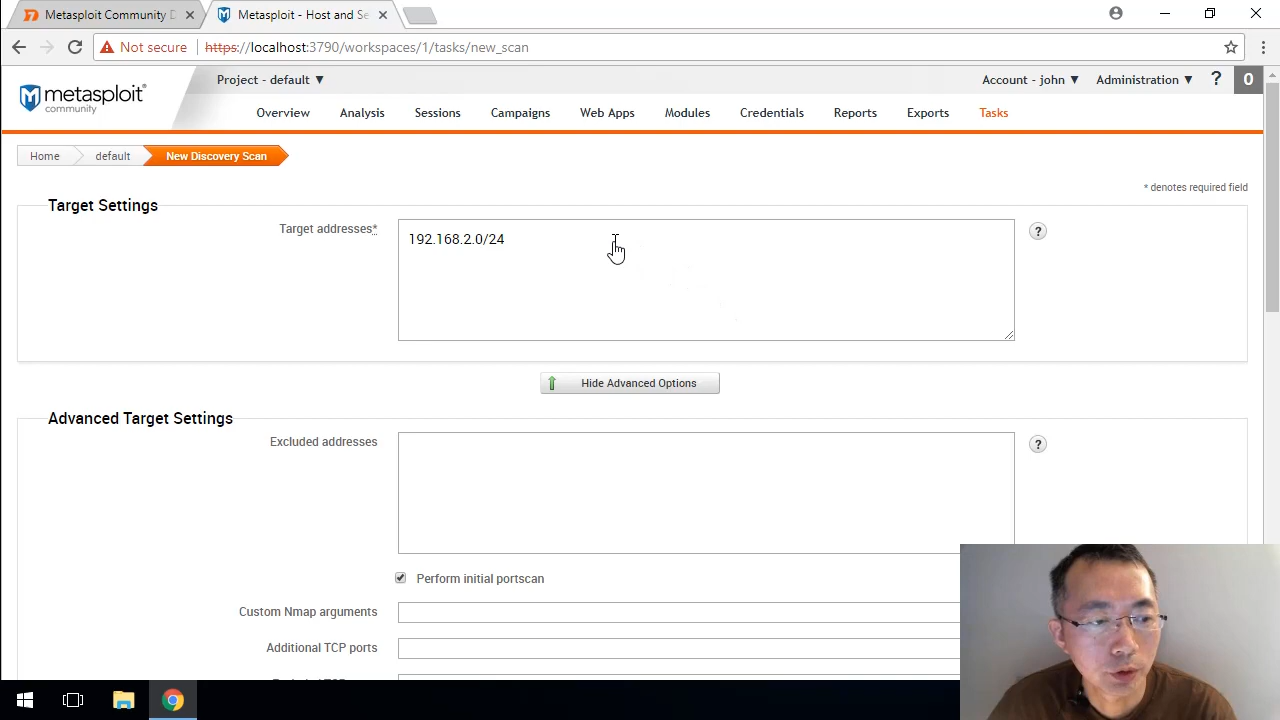 Metasploit Community D
Metasploit - Host and Se
Not secure https://localhost:3790/workspaces/1/tasks/new_scan
metasploit®
community
Project - default ▼
Account - john ▼
Administration ▼
?
0
Overview
Analysis
Sessions
Campaigns
Web Apps
Modules
Credentials
Reports
Exports
Tasks
Home
default
New Discovery Scan
* denotes required field
Target Settings
Target addresses*
192.168.2.0/24
?
Hide Advanced Options
Advanced Target Settings
Excluded addresses
?
Perform initial portscan
Custom Nmap arguments
Additional TCP ports